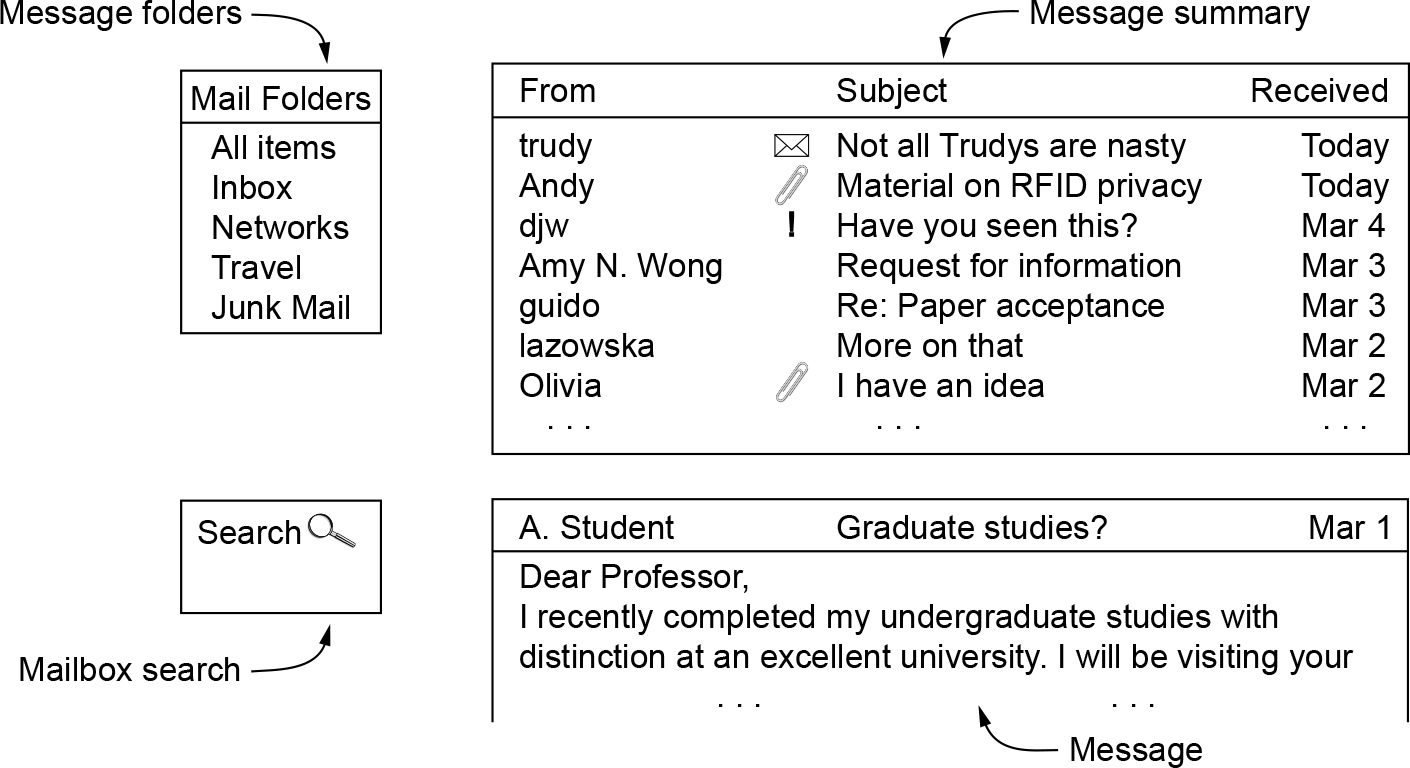 Message folders
Message summary
Mail Folders
All items
Inbox
Networks
Travel
Junk Mail
From Subject Received
trudy Not all Trudys are nasty Today
Andy Material on RFID privacy Today
djw ! Have you seen this? Mar 4
Amy N. Wong Request for information Mar 3
guido Re: Paper acceptance Mar 3
lazowska More on that Mar 2
Olivia I have an idea Mar 2
. . . . . . . . .
Search
Mailbox search
A. Student Graduate studies? Mar 1
Dear Professor,
I recently completed my undergraduate studies with
distinction at an excellent university. I will be visiting your
. . . . . .
Message